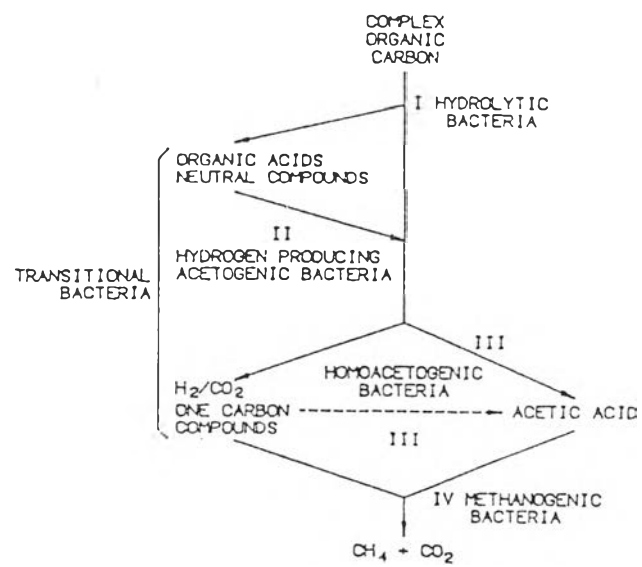 COMPLEX
ORGANIC
CARBON
I HYDROLYTIC
BACTERIA
ORGANIC ACIDS
NEUTRAL COMPOUNDS
II
HYDROGEN PRODUCING
ACETOGENIC BACTERIA
TRANSITIONAL
BACTERIA
III
HOMOACETOGENIC
BACTERIA
H₂/CO₂
ONE CARBON
COMPOUNDS
ACETIC ACID
III
IV METHANOGENIC
BACTERIA
CH₄ + CO₂